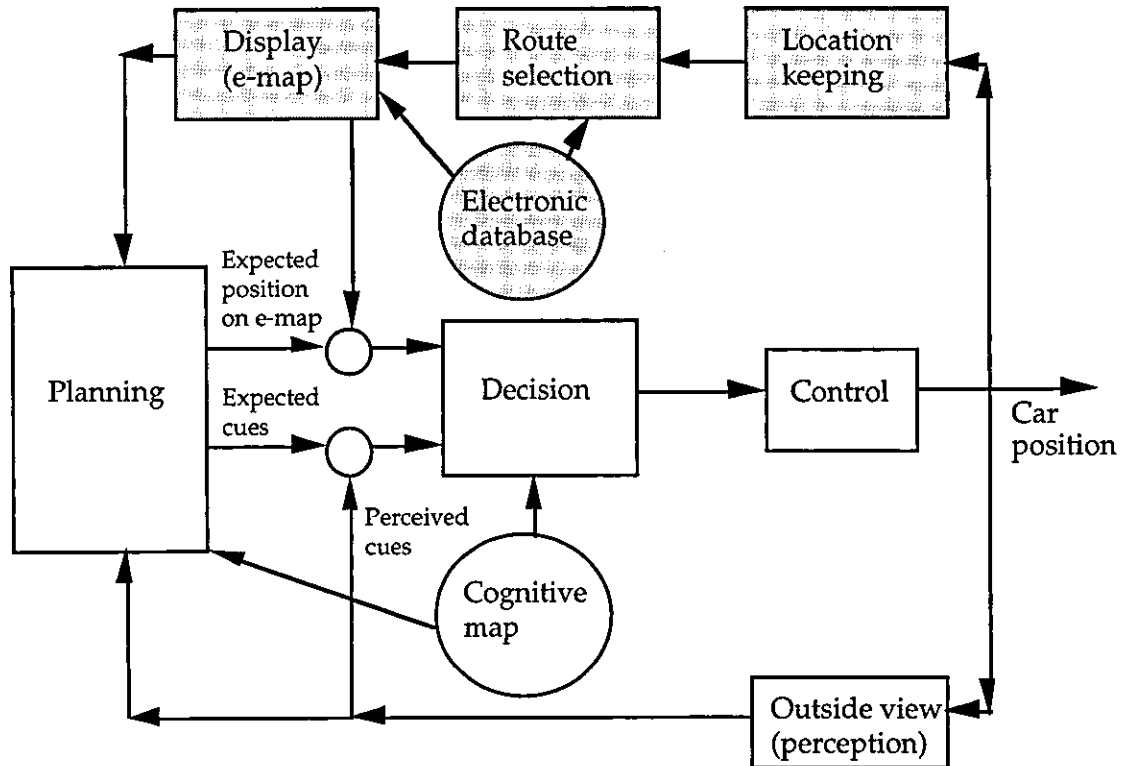 Display
(e-map)
Route
selection
Location
keeping
Electronic
database
Expected
position
on e-map
Planning
Expected
cues
Decision
Control
Car
position
Perceived
cues
Cognitive
map
Outside view
(perception)